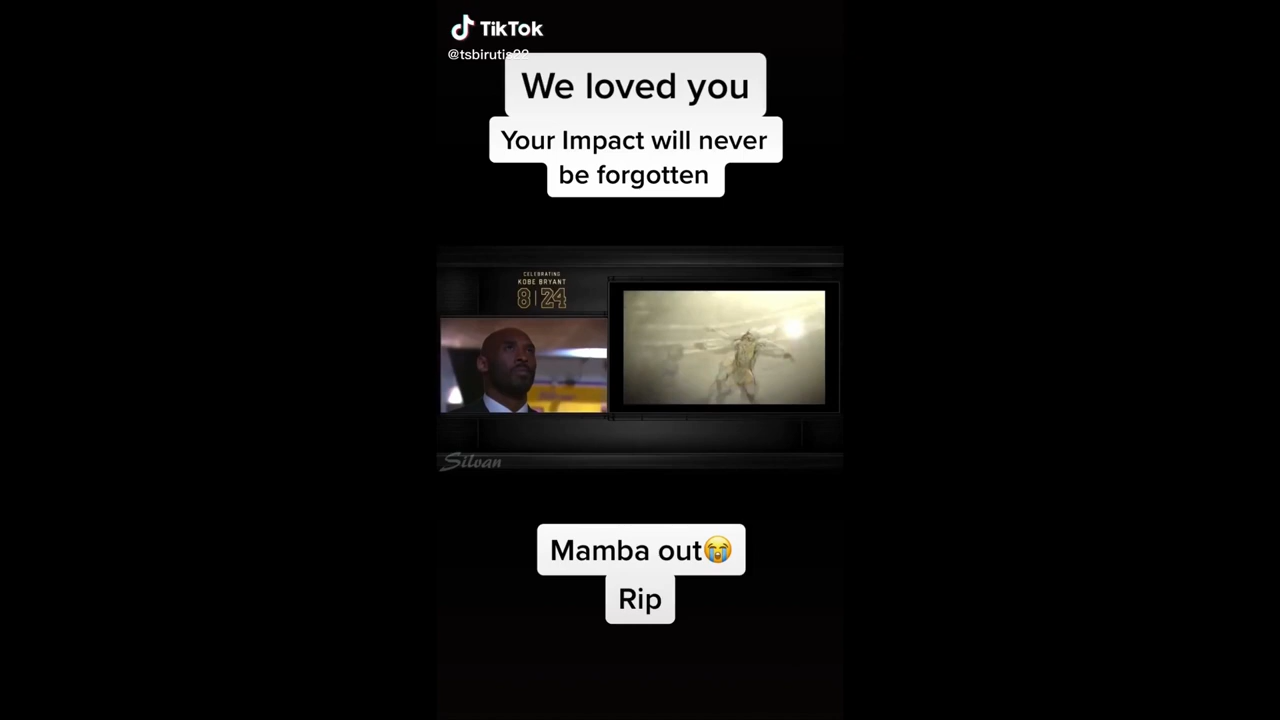 TikTok
@tsbirutis22
We loved you
Your Impact will never
be forgotten
CELEBRATING
KOBE BRYANT
8|24
Silvan
Mamba out😭
Rip